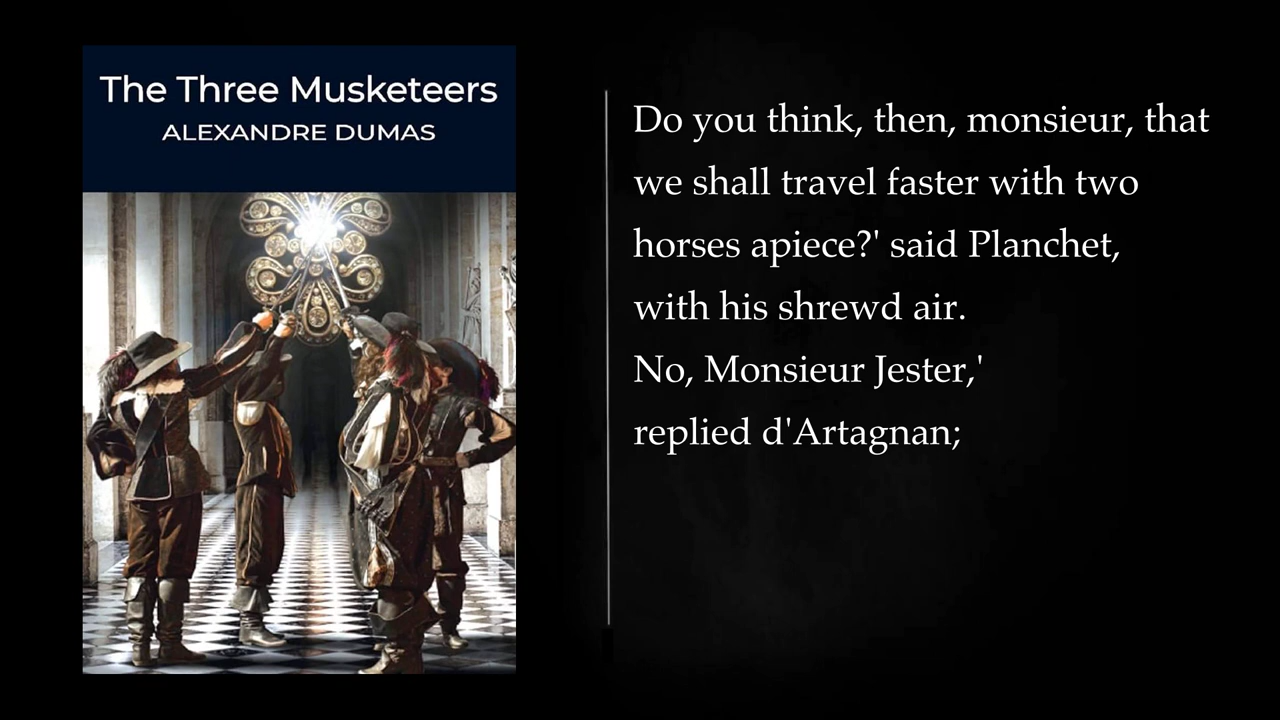 The Three Musketeers
ALEXANDRE DUMAS
Do you think, then, monsieur, that
we shall travel faster with two
horses apiece?' said Planchet,
with his shrewd air.
No, Monsieur Jester,'
replied d'Artagnan;